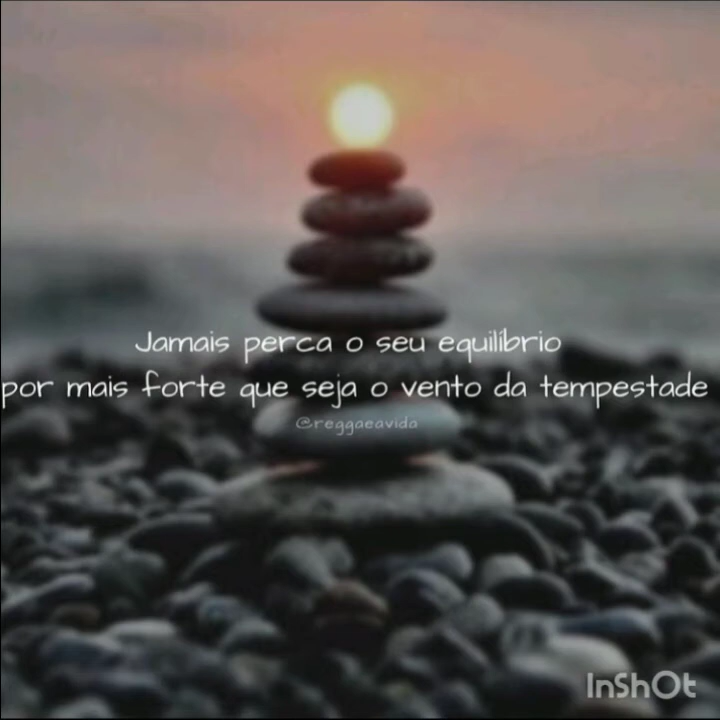 Jamais perca o seu equilíbrio
por mais forte que seja o vento da tempestade
@reggaeavida
InShOt